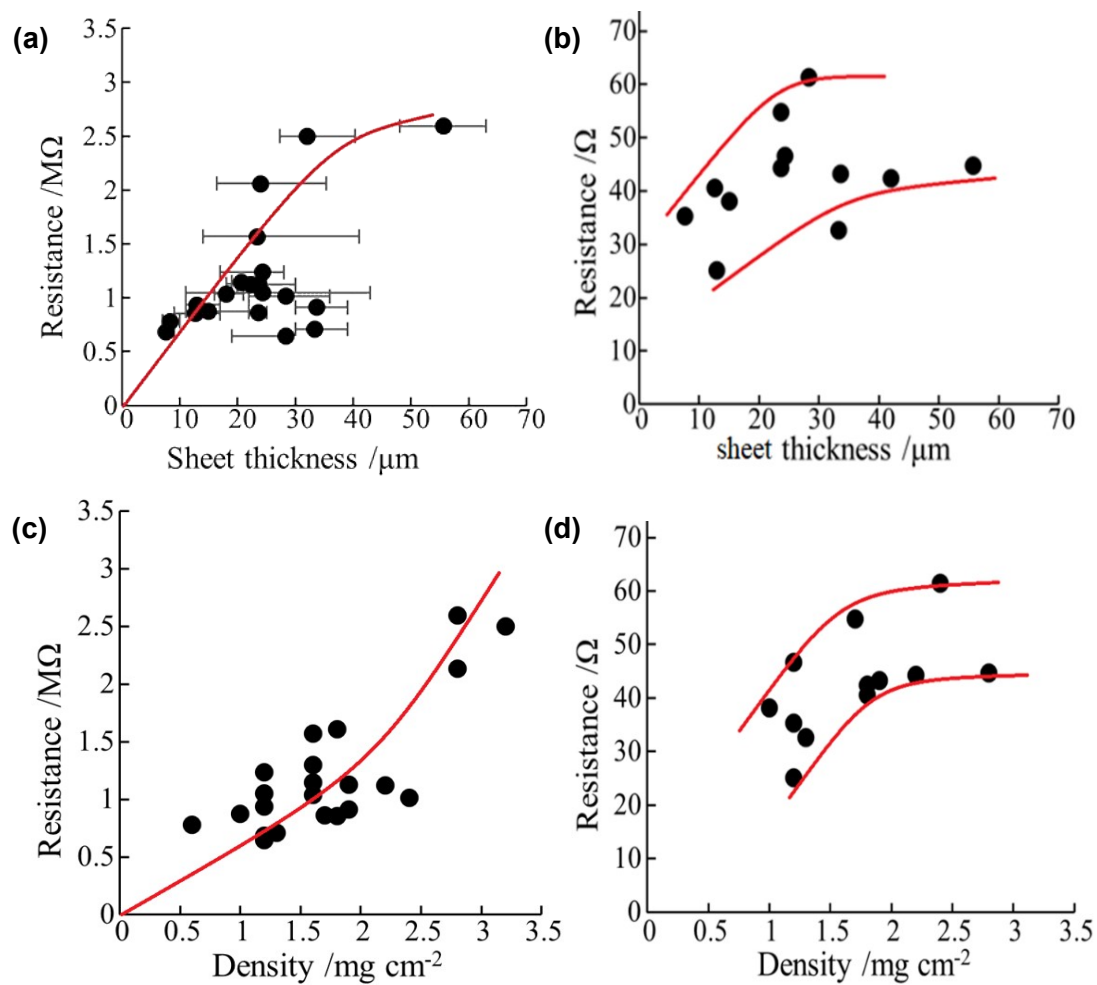 (a)
3.5
3
2.5
2
1.5
1
0.5
0
Resistance /MΩ
10 20 30 40 50 60 70
Sheet thickness /μm
(b)
70
60
50
40
30
20
10
0
Resistance /Ω
10 20 30 40 50 60 70
sheet thickness /μm
(c)
3.5
3
2.5
2
1.5
1
0.5
0
Resistance /MΩ
0 0.5 1 1.5 2 2.5 3 3.5
Density /mg cm-2
(d)
70
60
50
40
30
20
10
0
Resistance /Ω
0 0.5 1 1.5 2 2.5 3 3.5
Density /mg cm-2